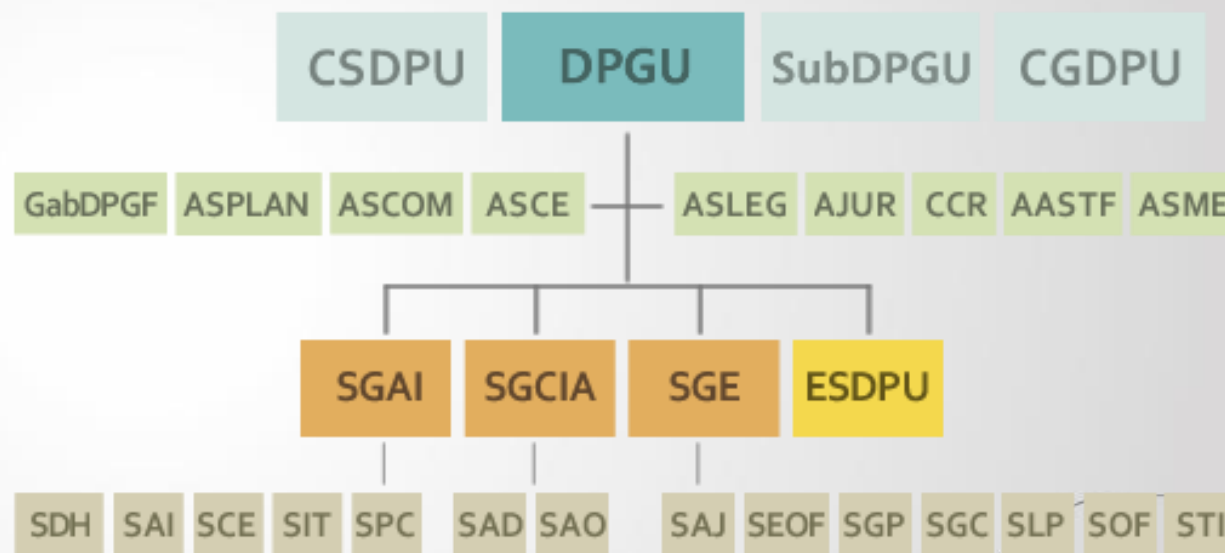 CSDPU DPGU SubDPGU CGDPU
GabDPGF ASPLAN ASCOM ASCE ASLEG AJUR CCR AASTF ASME
SGAI SGCIA SGE ESDPU
SDH SAI SCE SIT SPC SAD SAO SAJ SEOF SGP SGC SLP SOF